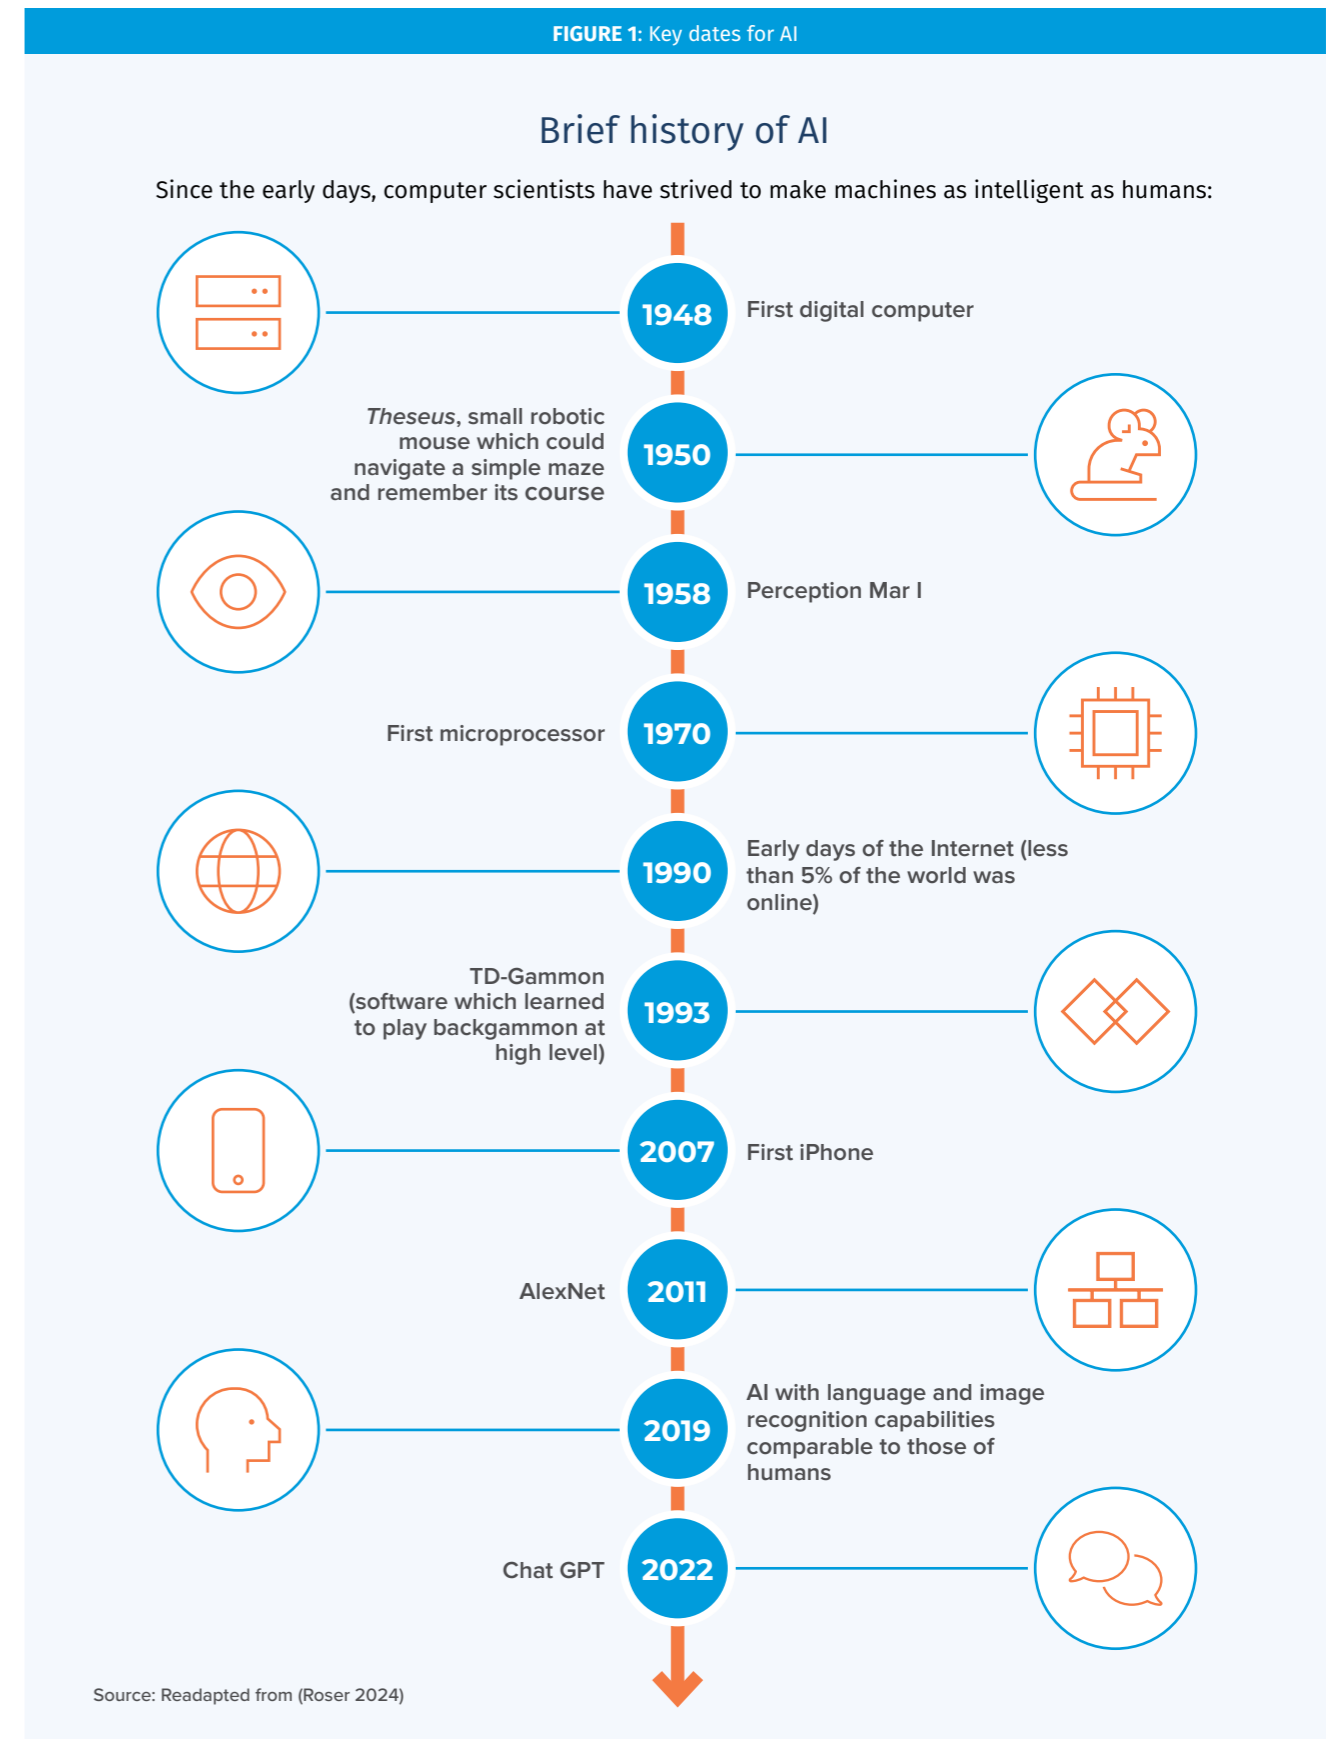 FIGURE 1: Key dates for AI
Brief history of AI
Since the early days, computer scientists have strived to make machines as intelligent as humans:
1948
First digital computer
Theseus, small robotic
mouse which could
navigate a simple maze
and remember its course
1950
1958
Perception Mar I
First microprocessor
1970
1990
Early days of the Internet (less
than 5% of the world was
online)
TD-Gammon
(software which learned
to play backgammon at
high level)
1993
2007
First iPhone
AlexNet
2011
2019
AI with language and image
recognition capabilities
comparable to those of
humans
Chat GPT
2022
Source: Readapted from (Roser 2024)